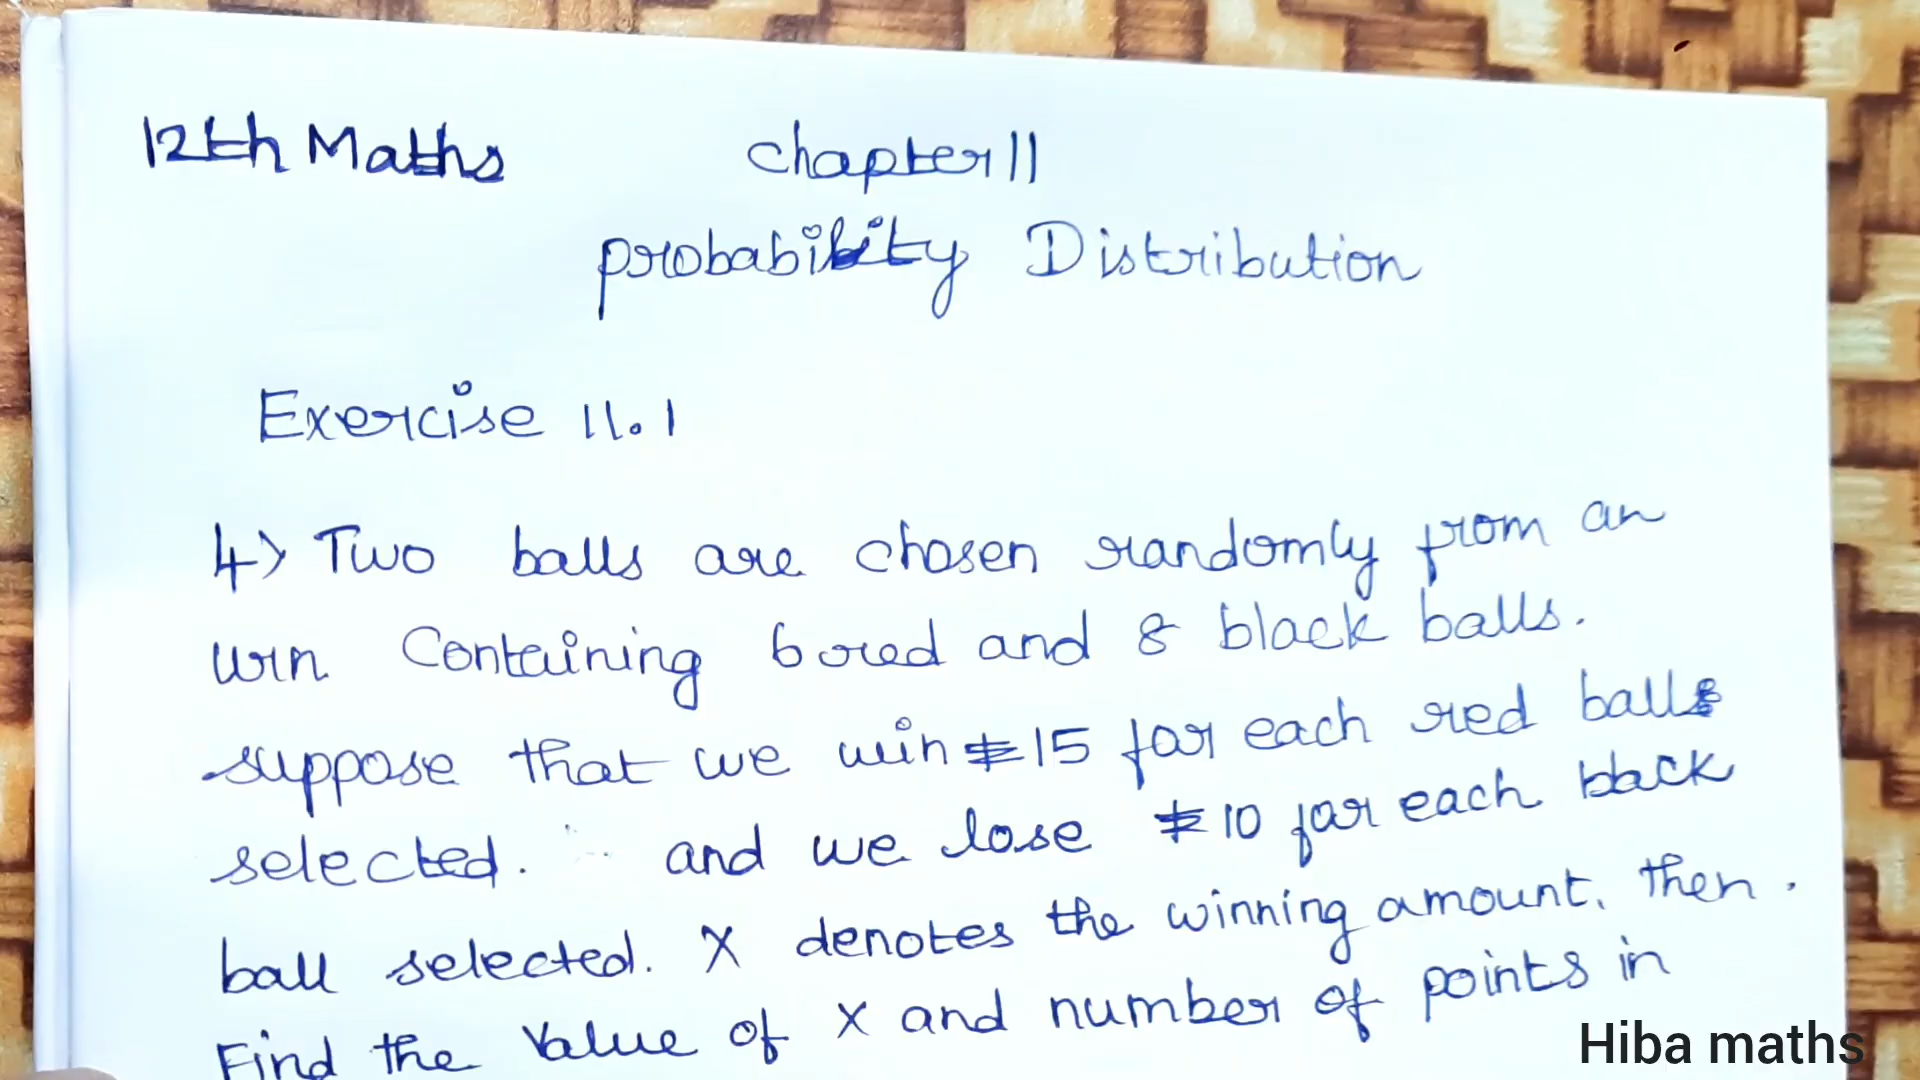 12th Maths chapter 11
probability Distribution
Exercise 11.1
4) Two balls are chosen randomly from an
urn Containing 6 red and 8 black balls.
suppose that we win ₹15 for each red balls
selected. and we lose ₹10 for each black
ball selected. X denotes the winning amount. then.
Find the Value of X and number of points in
Hiba maths